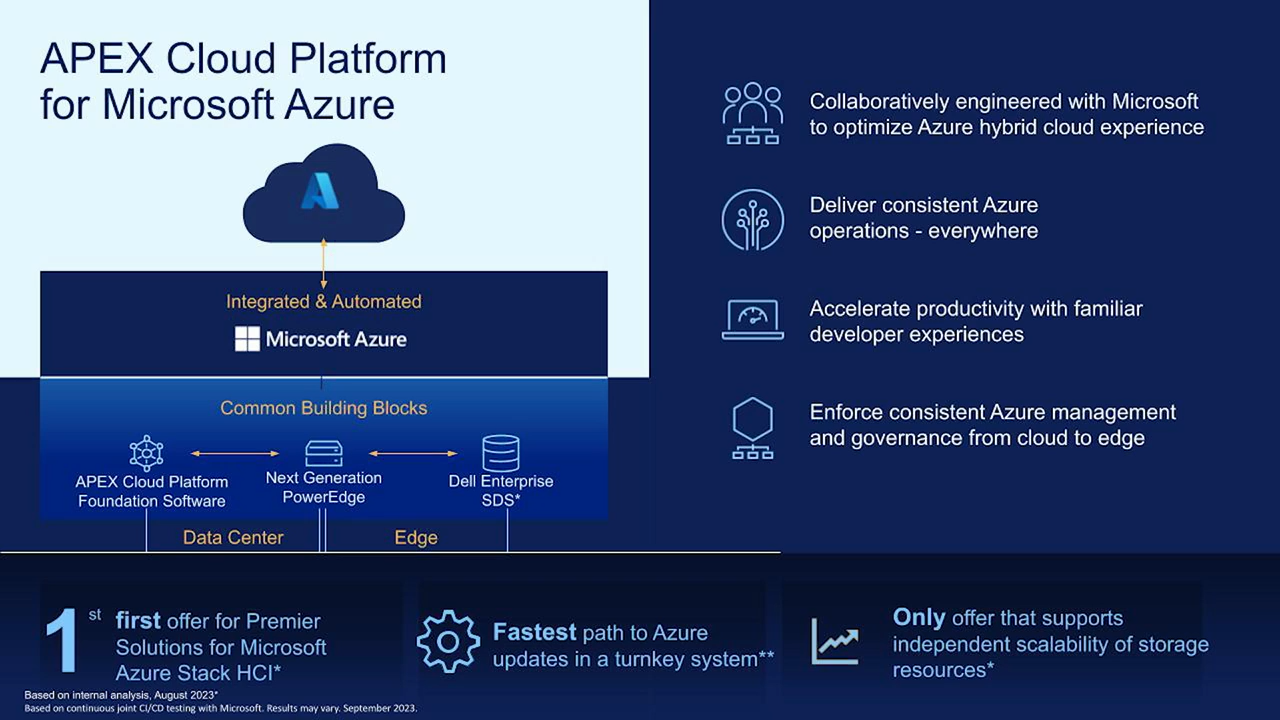 APEX Cloud Platform
for Microsoft Azure
Integrated & Automated
Microsoft Azure
Common Building Blocks
APEX Cloud Platform
Foundation Software
Next Generation
PowerEdge
Dell Enterprise
SDS*
Data Center
Edge
Collaboratively engineered with Microsoft
to optimize Azure hybrid cloud experience
Deliver consistent Azure
operations - everywhere
Accelerate productivity with familiar
developer experiences
Enforce consistent Azure management
and governance from cloud to edge
1st
first offer for Premier
Solutions for Microsoft
Azure Stack HCI*
Fastest path to Azure
updates in a turnkey system**
Only offer that supports
independent scalability of storage
resources*
Based on internal analysis, August 2023*
Based on continuous joint CI/CD testing with Microsoft. Results may vary. September 2023.